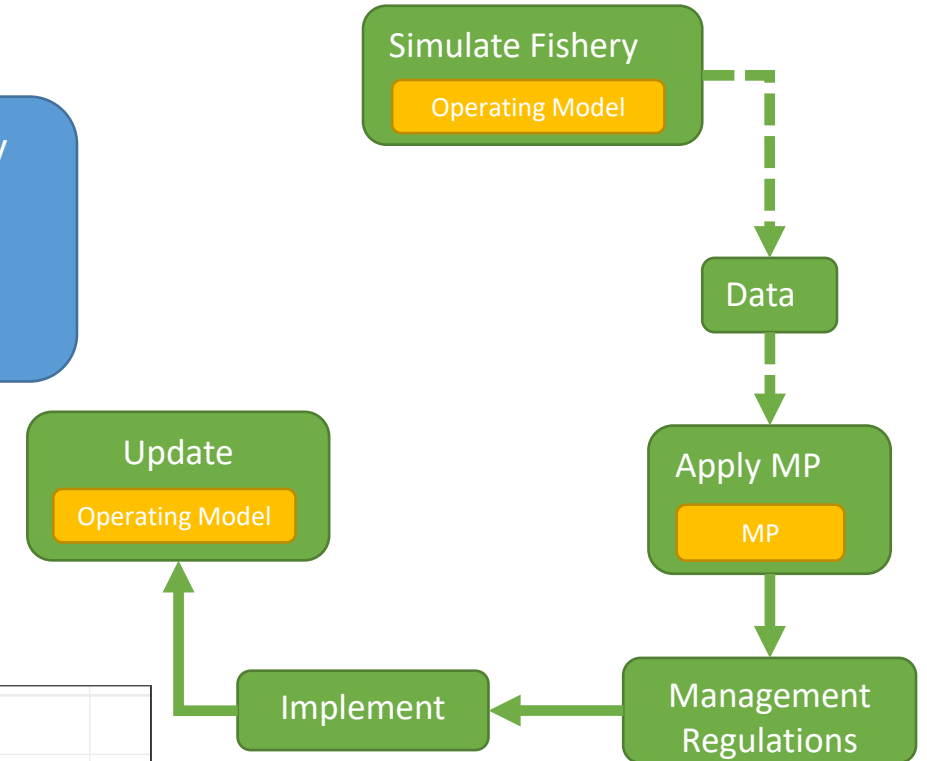 Simulate Fishery
Operating Model
Data
Apply MP
MP
Management
Regulations
Implement
Update
Operating Model